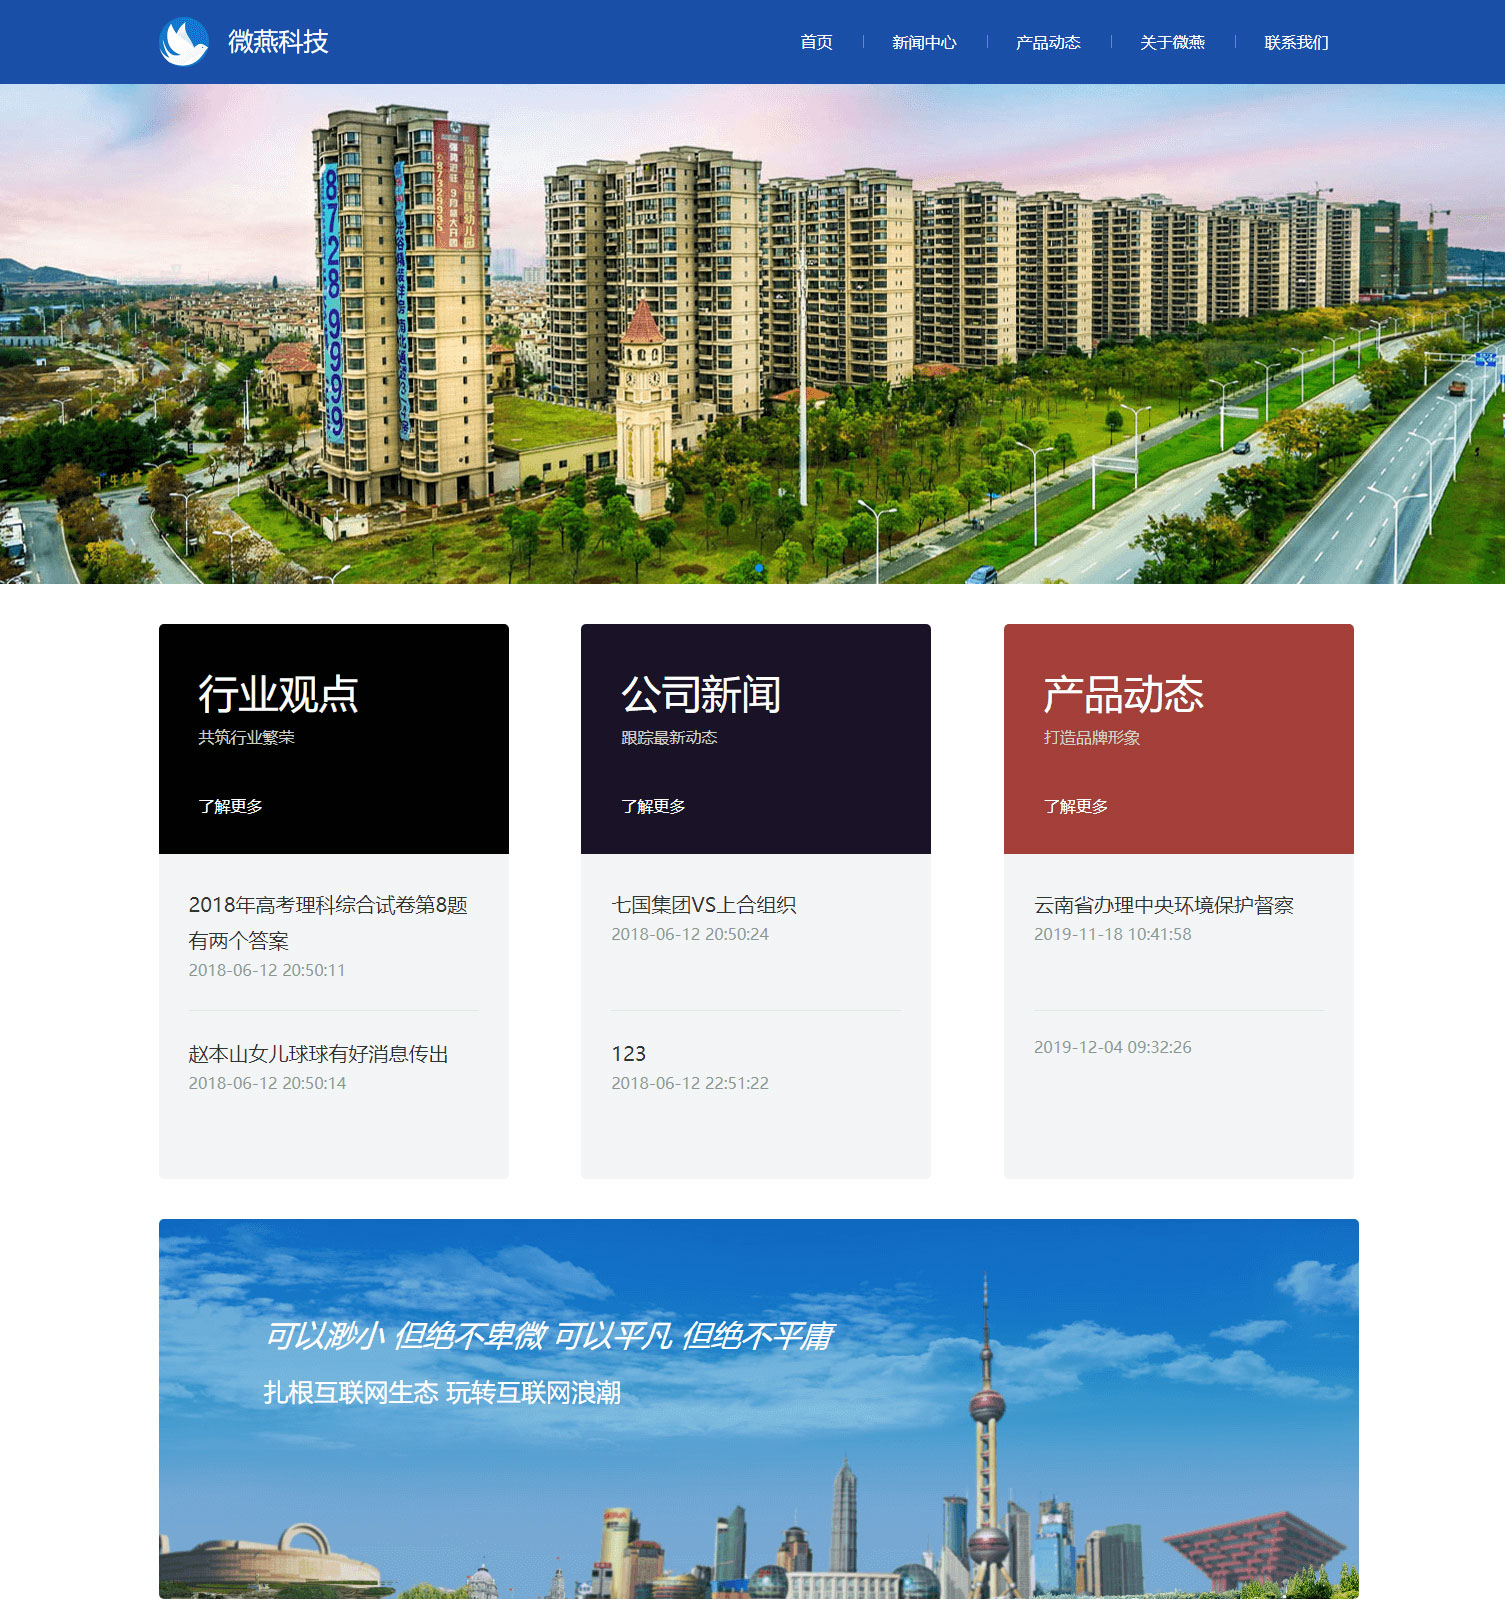 微燕科技
首页 新闻中心 产品动态 关于微燕 联系我们
87289999
深圳晶晶国际幼儿园
行业观点
共筑行业繁荣
了解更多
2018年高考理科综合试卷第8题
有两个答案
2018-06-12 20:50:11
赵本山女儿球球有好消息传出
2018-06-12 20:50:14
公司新闻
跟踪最新动态
了解更多
七国集团VS上合组织
2018-06-12 20:50:24
123
2018-06-12 22:51:22
产品动态
打造品牌形象
了解更多
云南省办理中央环境保护督察
2019-11-18 10:41:58
2019-12-04 09:32:26
可以渺小 但绝不卑微 可以平凡 但绝不平庸
扎根互联网生态 玩转互联网浪潮